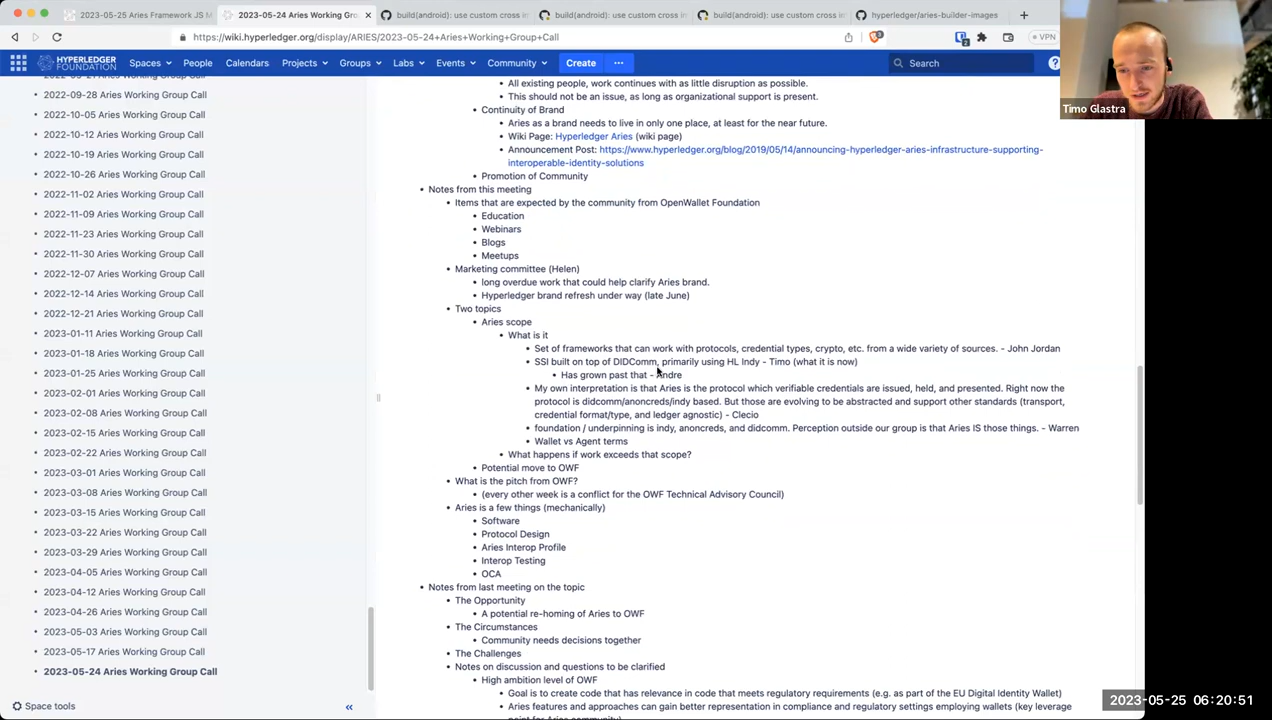 2023-05-25 Aries Framework JS M
2023-05-24 Aries Working Gro
build(android): use custom cross i
build(android): use custom cross in
build(android): use custom cross in
hyperledger/aries-builder-images
https://wiki.hyperledger.org/display/ARIES/2023-05-24+Aries+Working+Group+Call
VPN
HYPERLEDGER
FOUNDATION
Spaces
People
Calendars
Projects
Groups
Labs
Events
Community
Create
Search
Timo Glastra
2022-09-28 Aries Working Group Call
2022-10-05 Aries Working Group Call
2022-10-12 Aries Working Group Call
2022-10-19 Aries Working Group Call
2022-10-26 Aries Working Group Call
2022-11-02 Aries Working Group Call
2022-11-09 Aries Working Group Call
2022-11-23 Aries Working Group Call
2022-11-30 Aries Working Group Call
2022-12-07 Aries Working Group Call
2022-12-14 Aries Working Group Call
2022-12-21 Aries Working Group Call
2023-01-11 Aries Working Group Call
2023-01-18 Aries Working Group Call
2023-01-25 Aries Working Group Call
2023-02-01 Aries Working Group Call
2023-02-08 Aries Working Group Call
2023-02-15 Aries Working Group Call
2023-02-22 Aries Working Group Call
2023-03-01 Aries Working Group Call
2023-03-08 Aries Working Group Call
2023-03-15 Aries Working Group Call
2023-03-22 Aries Working Group Call
2023-03-29 Aries Working Group Call
2023-04-05 Aries Working Group Call
2023-04-12 Aries Working Group Call
2023-04-26 Aries Working Group Call
2023-05-03 Aries Working Group Call
2023-05-17 Aries Working Group Call
2023-05-24 Aries Working Group Call
Space tools
All existing people, work continues with as little disruption as possible.
This should not be an issue, as long as organizational support is present.
Continuity of Brand
Aries as a brand needs to live in only one place, at least for the near future.
Wiki Page: Hyperledger Aries (wiki page)
Announcement Post: https://www.hyperledger.org/blog/2019/05/14/announcing-hyperledger-aries-infrastructure-supporting-
interoperable-identity-solutions
Promotion of Community
Notes from this meeting
Items that are expected by the community from OpenWallet Foundation
Education
Webinars
Blogs
Meetups
Marketing committee (Helen)
long overdue work that could help clarify Aries brand.
Hyperledger brand refresh under way (late June)
Two topics
Aries scope
What is it
Set of frameworks that can work with protocols, credential types, crypto, etc. from a wide variety of sources. - John Jordan
SSI built on top of DIDComm, primarily using HL Indy - Timo (what it is now)
Has grown past that - Andre
My own interpretation is that Aries is the protocol which verifiable credentials are issued, held, and presented. Right now the
protocol is didcomm/anoncreds/indy based. But those are evolving to be abstracted and support other standards (transport,
credential format/type, and ledger agnostic) - Clecio
foundation / underpinning is indy, anoncreds, and didcomm. Perception outside our group is that Aries IS those things. - Warren
Wallet vs Agent terms
What happens if work exceeds that scope?
Potential move to OWF
What is the pitch from OWF?
(every other week is a conflict for the OWF Technical Advisory Council)
Aries is a few things (mechanically)
Software
Protocol Design
Aries Interop Profile
Interop Testing
OCA
Notes from last meeting on the topic
The Opportunity
A potential re-homing of Aries to OWF
The Circumstances
Community needs decisions together
The Challenges
Notes on discussion and questions to be clarified
High ambition level of OWF
Goal is to create code that has relevance in code that meets regulatory requirements (e.g. as part of the EU Digital Identity Wallet)
Aries features and approaches can gain better representation in compliance and regulatory settings employing wallets (key leverage
2023-05-25 06:20:51